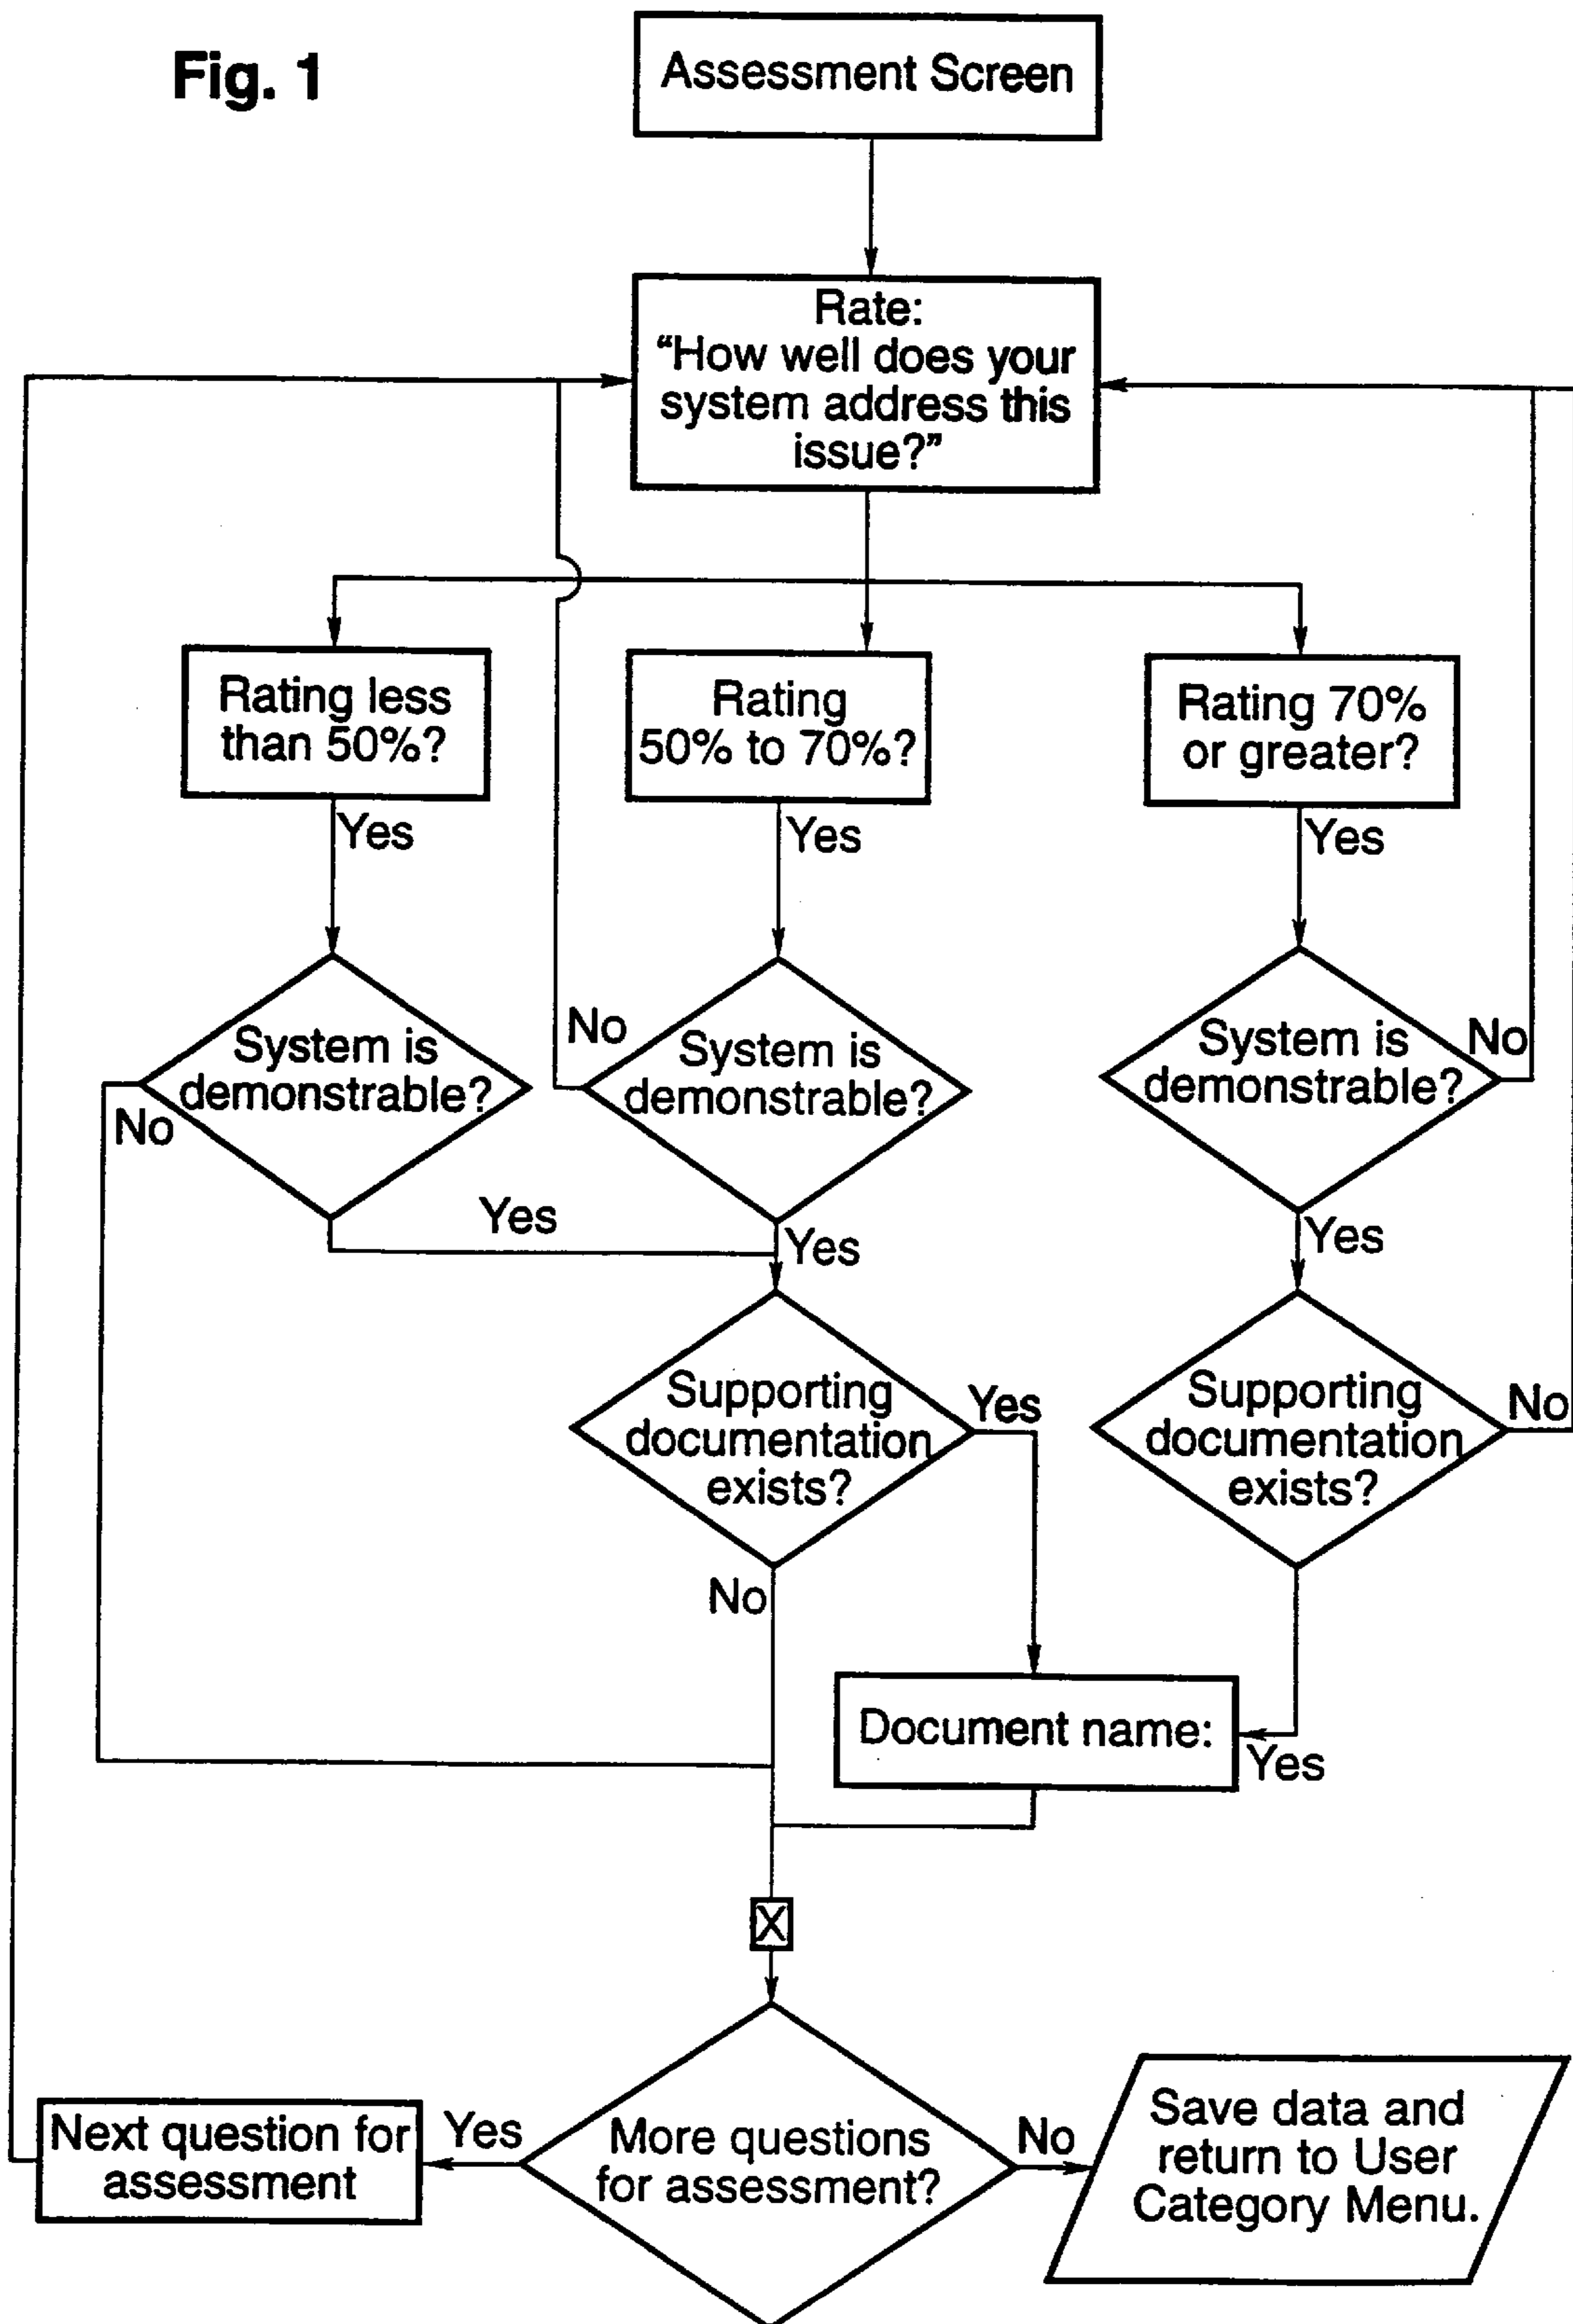 Fig. 1
Assessment Screen
Rate:
“How well does your
system address this
issue?”
Rating less
than 50%?
Rating
50% to 70%?
Rating 70%
or greater?
Yes
Yes
Yes
System is
demonstrable?
No
No
System is
demonstrable?
System is
demonstrable?
No
Yes
Yes
Yes
Supporting
documentation
exists?
Yes
Supporting
documentation
exists?
No
No
Document name:
Yes
X
Next question for
assessment
Yes
More questions
for assessment?
No
Save data and
return to User
Category Menu.